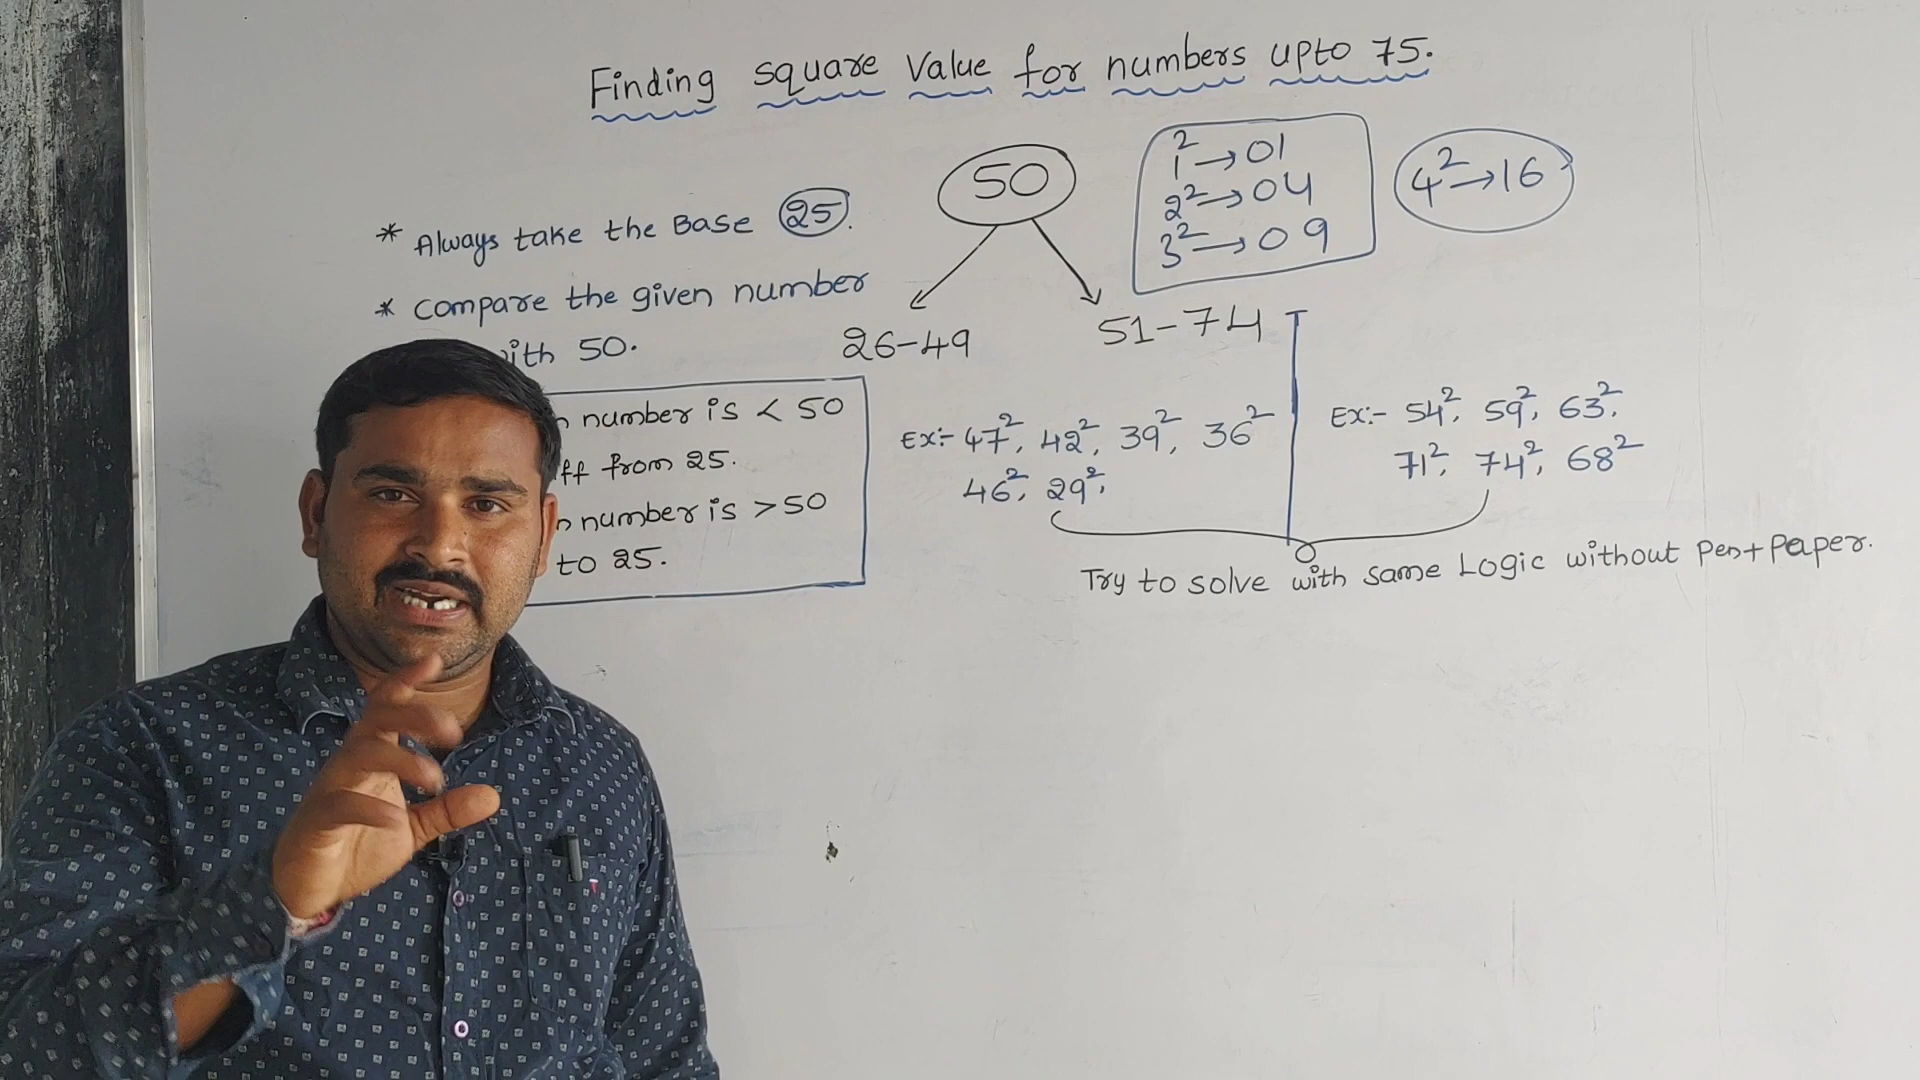 Finding square value for numbers upto 75.
* Always take the Base 25.
* compare the given number
with 50.
number is < 50
ff from 25.
number is > 50
to 25.
50
26-49
51-74
1² → 01
2² → 04
3² → 09
4² → 16
Ex:- 47², 42², 39², 36²
46², 29²,
Ex:- 54², 59², 63²,
71², 74², 68²
Try to solve with same Logic without Pen + Paper.